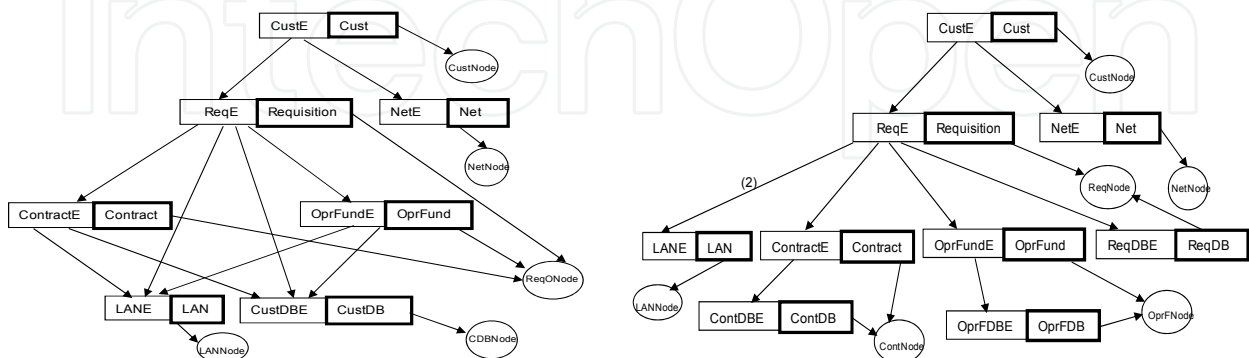 IntechOpen
CustE Cust
CustNode
ReqE Requisition
NetE Net
NetNode
ContractE Contract
OprFundE OprFund
ReqONode
LANE LAN
CustDBE CustDB
LANNode
CDBNode
CustE Cust
CustNode
ReqE Requisition
NetE Net
(2)
ReqNode
NetNode
LANE LAN
ContractE Contract
OprFundE OprFund
ReqDBE ReqDB
LANNode
ContDBE ContDB
OprFDBE OprFDB
OprFNode
ContNode